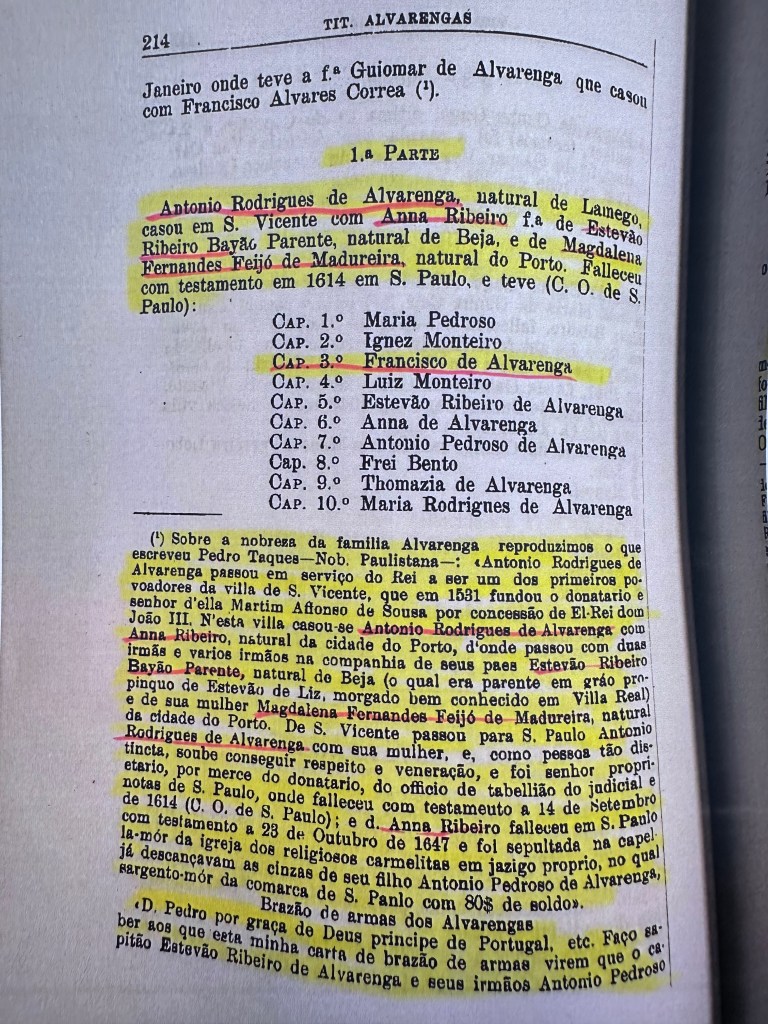 TIT. ALVARENGAS
214
Janeiro onde teve a f.ª Guiomar de Alvarenga que casou
com Francisco Alvares Correa (¹).
1.ª PARTE
Antonio Rodrigues de Alvarenga, natural de Lamego,
casou em S. Vicente com Anna Ribeiro f.a de Estevão
Ribeiro Bayão Parente, natural de Beja, e de Magdalena
Fernandes Feijó de Madureira, natural do Porto. Falleceu
com testamento em 1614 em S. Paulo, e teve (C. O. de S.
Paulo):
CAP. 1.º Maria Pedroso
CAP. 2.º Ignez Monteiro
CAP. 3.º Francisco de Alvarenga
CAP. 4.º Luiz Monteiro
CAP. 5.º Estevão Ribeiro de Alvarenga
CAP. 6.º Anna de Alvarenga
CAP. 7.º Antonio Pedroso de Alvarenga
Cap. 8.º Frei Bento
CAP. 9.º Thomazia de Alvarenga
CAP. 10.º Maria Rodrigues de Alvarenga
(¹) Sobre a nobreza da familia Alvarenga reproduzimos o que
escreveu Pedro Taques—Nob. Paulistana—: «Antonio Rodrigues de
Alvarenga passou em serviço do Rei a ser um dos primeiros po-
voadores da villa de S. Vicente, que em 1531 fundou o donatario e
senhor d'ella Martim Affonso de Sousa por concessão de El-Rei dom
João III. N'esta villa casou-se Antonio Rodrigues de Alvarenga com
Anna Ribeiro, natural da cidade do Porto, d'onde passou com duas
irmãs e varios irmãos na companhia de seus paes Estevão Ribeiro
Bayão Parente, natural de Beja (o qual era parente em gráo pro-
pinquo de Estevão de Liz, morgado bem conhecido em Villa Real)
e de sua mulher Magdalena Fernandes Feijó de Madureira, natural
da cidade do Porto. De S. Vicente passou para S. Paulo Antonio
Rodrigues de Alvarenga com sua mulher, e, como pessoa tão dis-
tincta, soube conseguir respeito e veneração, e foi senhor propri-
etario, por merce do donatario, do officio de tabellião do judicial e
notas de S. Paulo, onde falleceu com testameuto a 14 de Setembro
de 1614 (C. O. de S. Paulo); e d. Anna Ribeiro falleceu em S. Paulo
com testamento a 23 de Outubro de 1647 e foi sepultada na capel-
la-mór da igreja dos religiosos carmelitas em jazigo proprio, no qual
já descançavam as cinzas de seu filho Antonio Pedroso de Alvarenga,
sargento-mór da comarca de S. Panlo com 80$ de soldo».
Brazão de armas dos Alvarengas
«D. Pedro por graça de Deus principe de Portugal, etc. Faço sa-
ber aos que esta minha carta de brazão de armas virem que o ca-
pitão Estevão Ribeiro de Alvarenga e seus irmãos Antonio Pedroso